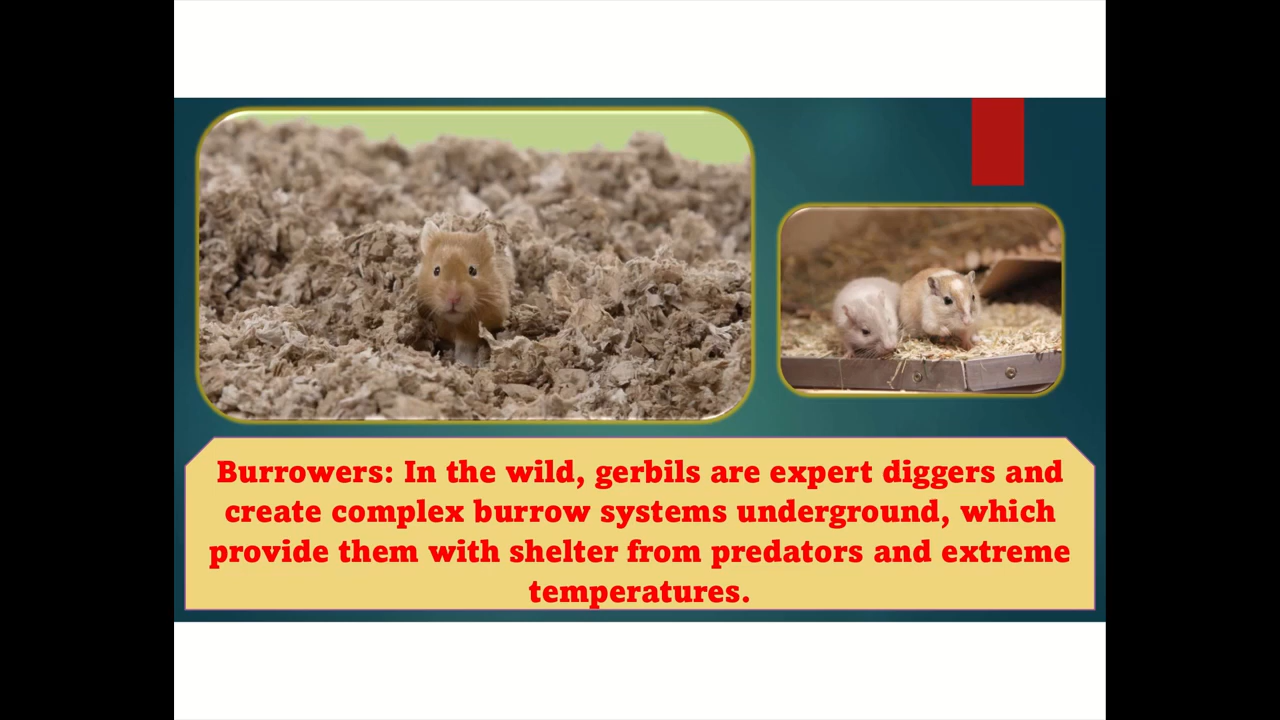 Burrowers: In the wild, gerbils are expert diggers and
create complex burrow systems underground, which
provide them with shelter from predators and extreme
temperatures.